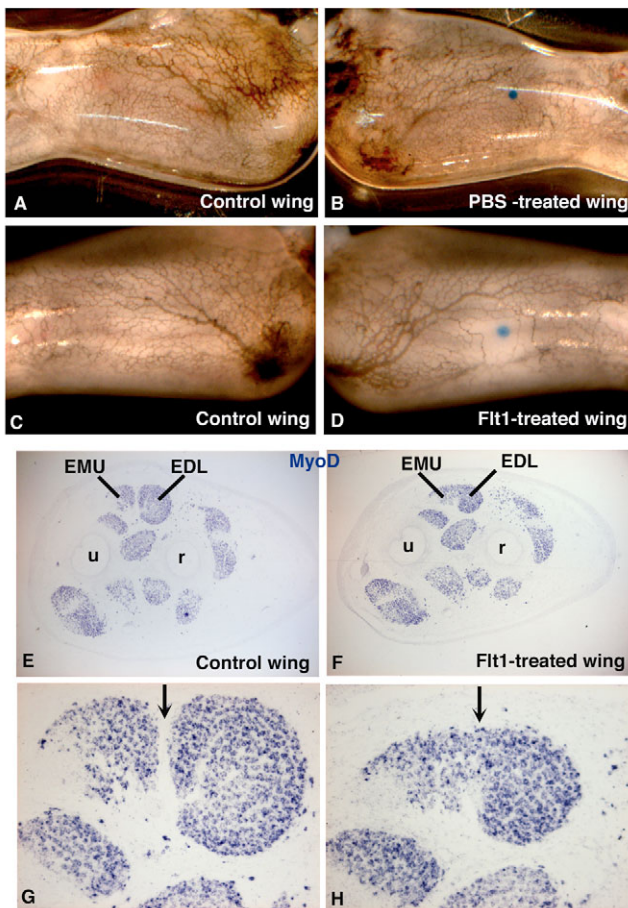 A
Control wing
B
PBS -treated wing
C
Control wing
D
Flt1-treated wing
MyoD
EMU
EDL
u
r
E
Control wing
EMU
EDL
u
r
F
Flt1-treated wing
G
H